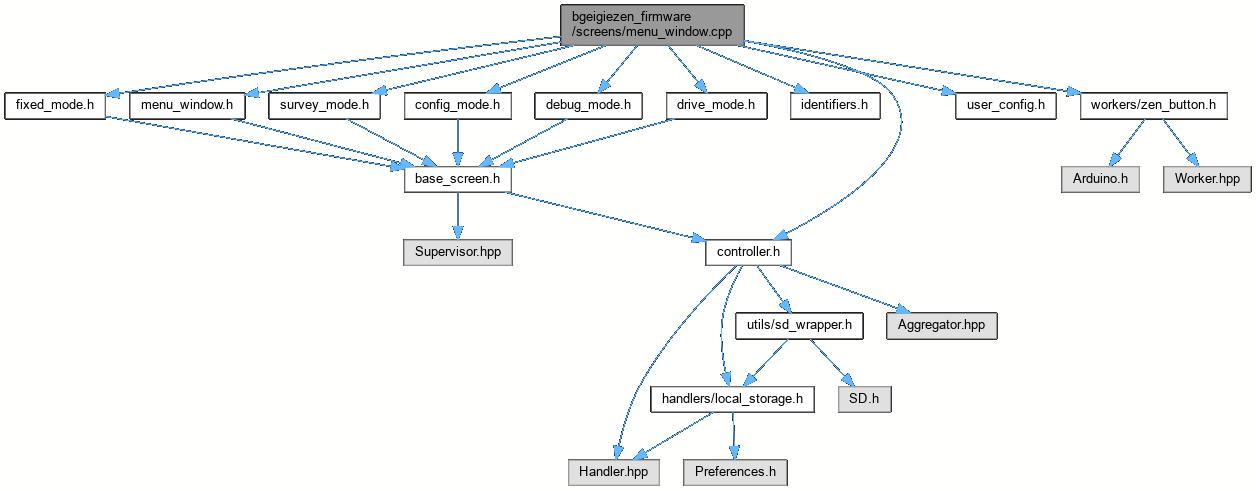 bgeigiezen_firmware
/screens/menu_window.cpp
fixed_mode.h
menu_window.h
survey_mode.h
config_mode.h
debug_mode.h
drive_mode.h
identifiers.h
user_config.h
workers/zen_button.h
base_screen.h
Arduino.h
Worker.hpp
Supervisor.hpp
controller.h
utils/sd_wrapper.h
Aggregator.hpp
handlers/local_storage.h
SD.h
Handler.hpp
Preferences.h